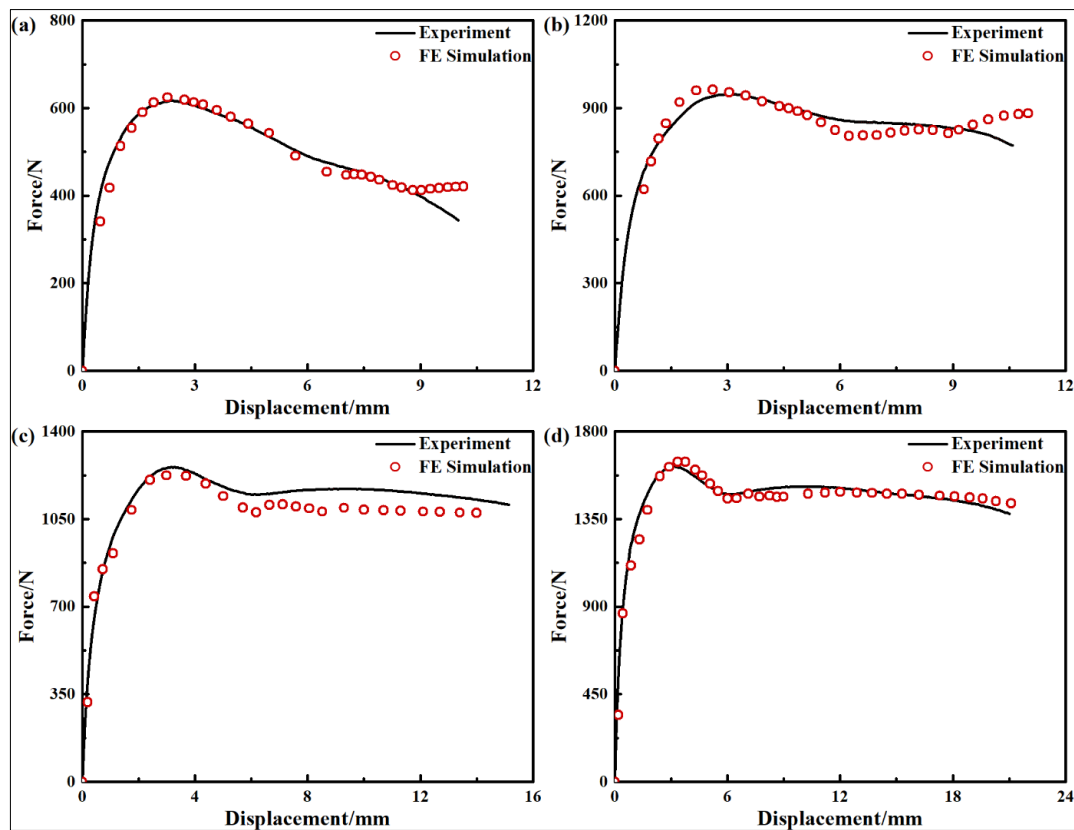 (a)
800
600
400
200
0
Force/N
Experiment
FE Simulation
0 3 6 9 12
Displacement/mm
(b)
1200
900
600
300
0
Force/N
Experiment
FE Simulation
0 3 6 9 12
Displacement/mm
(c)
1400
1050
700
350
0
Force/N
Experiment
FE Simulation
0 4 8 12 16
Displacement/mm
(d)
1800
1350
900
450
0
Force/N
Experiment
FE Simulation
0 6 12 18 24
Displacement/mm